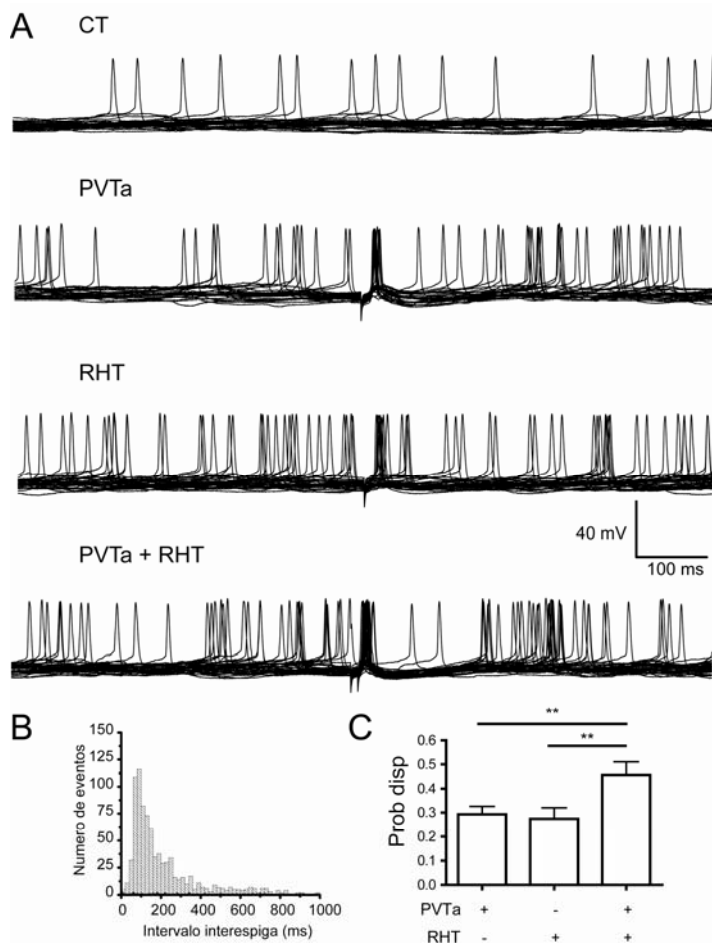 A
CT
PVTa
RHT
40 mV
100 ms
PVTa + RHT
B
150
125
100
75
50
25
0
Numero de eventos
0 200 400 600 800 1000
Intervalo interespiga (ms)
C
**
**
0.6
0.5
0.4
0.3
0.2
0.1
0.0
Prob disp
PVTa + - +
RHT - + +